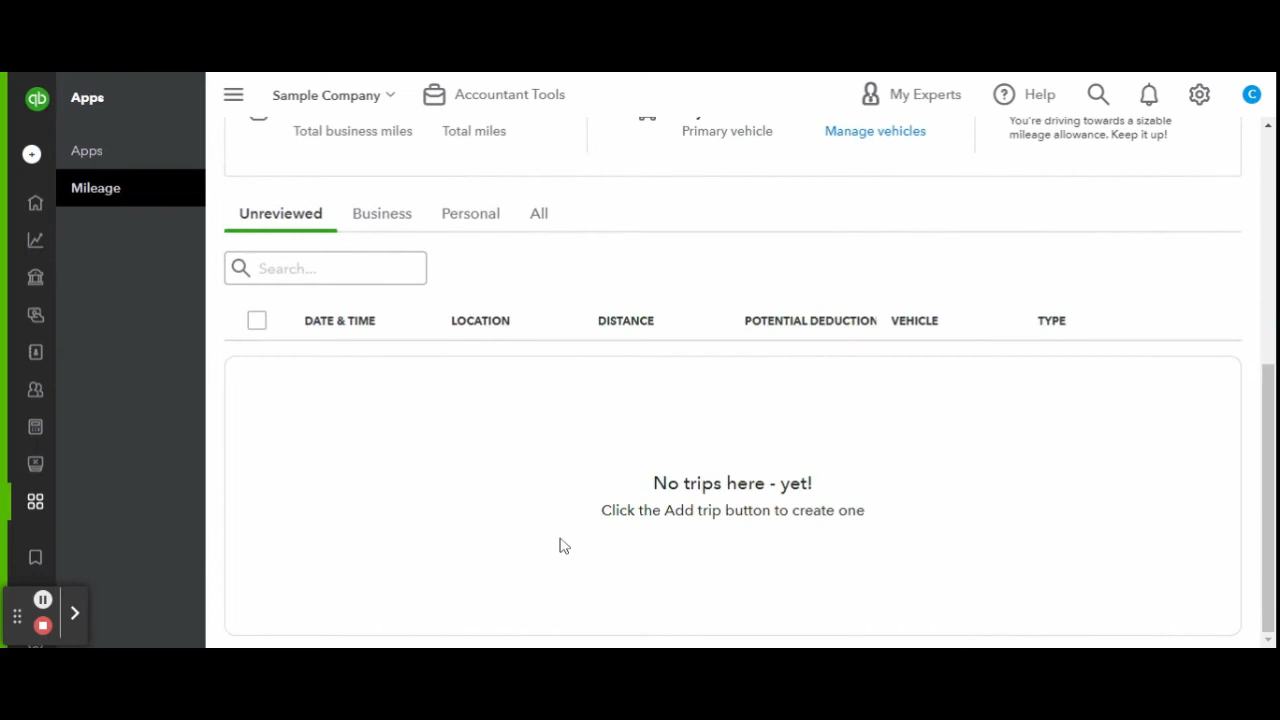 qb
Apps
Sample Company
Accountant Tools
My Experts
Help
C
Apps
Mileage
Total business miles
Total miles
Primary vehicle
Manage vehicles
You're driving towards a sizable
mileage allowance. Keep it up!
Unreviewed
Business
Personal
All
Search...
DATE & TIME
LOCATION
DISTANCE
POTENTIAL DEDUCTION
VEHICLE
TYPE
No trips here - yet!
Click the Add trip button to create one